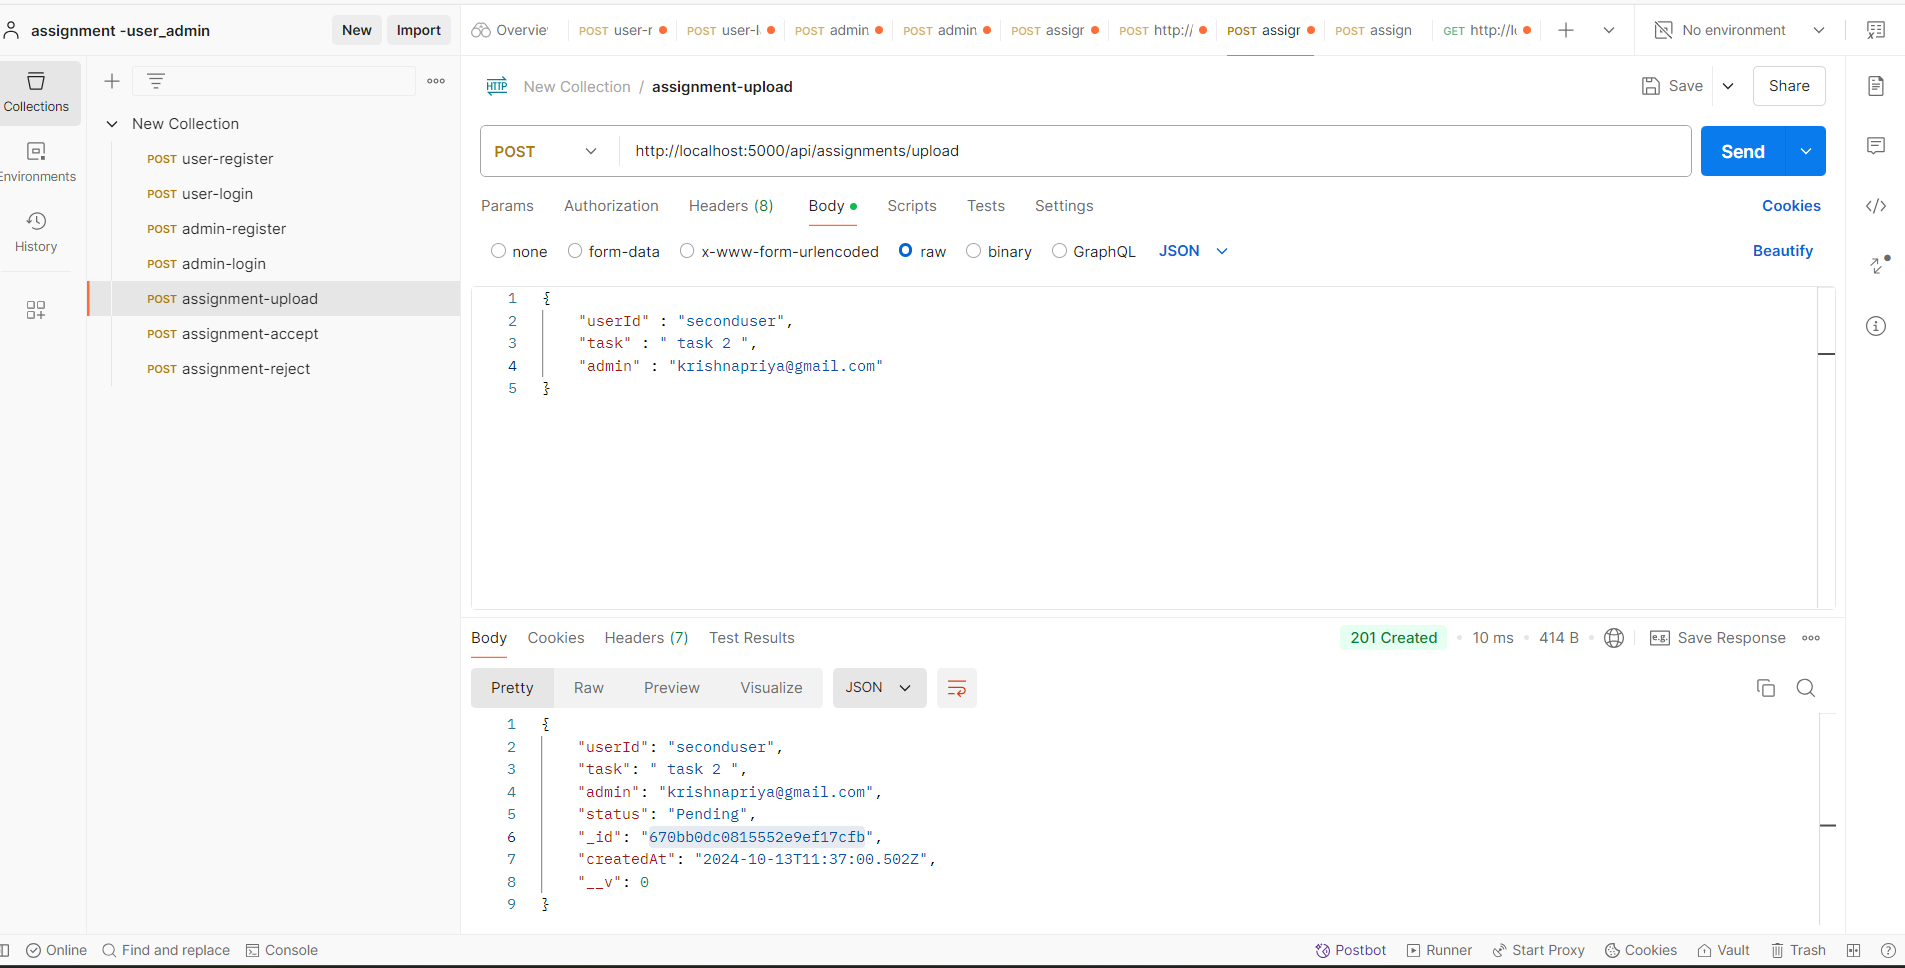 assignment -user_admin
New
Import
Overvie
POST user-r
POST user-l
POST admin
POST admin
POST assigr
POST http:/
POST assigr
POST assign
GET http://
No environment
Collections
Environments
History
New Collection
POST user-register
POST user-login
POST admin-register
POST admin-login
POST assignment-upload
POST assignment-accept
POST assignment-reject
HTTP New Collection / assignment-upload
Save
Share
POST http://localhost:5000/api/assignments/upload
Send
Params Authorization Headers (8) Body Scripts Tests Settings Cookies
none form-data x-www-form-urlencoded raw binary GraphQL JSON Beautify
1 {
2 "userId" : "seconduser",
3 "task" : " task 2 ",
4 "admin" : "krishnapriya@gmail.com"
5 }
Body Cookies Headers (7) Test Results 201 Created 10 ms 414 B e.g. Save Response
Pretty Raw Preview Visualize JSON
1 {
2 "userId": "seconduser",
3 "task": " task 2 ",
4 "admin": "krishnapriya@gmail.com",
5 "status": "Pending",
6 "_id": "670bb0dc0815552e9ef17cfb",
7 "createdAt": "2024-10-13T11:37:00.502Z",
8 "__v": 0
9 }
Online Find and replace Console Postbot Runner Start Proxy Cookies Vault Trash